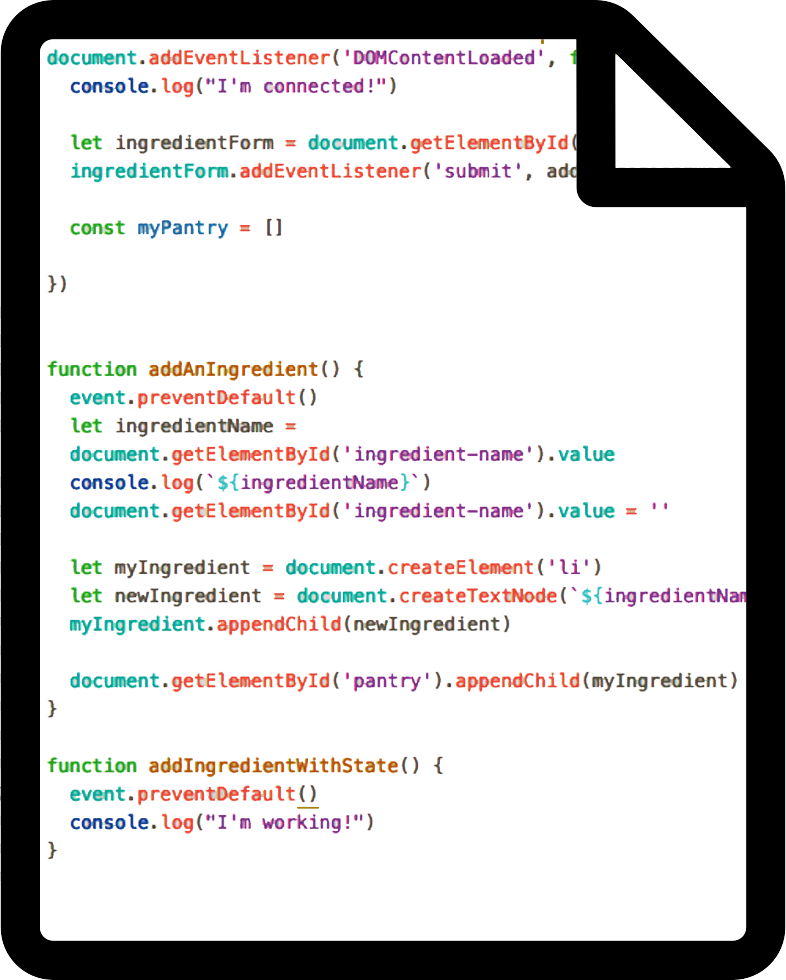 document.addEventListener('DOMContentLoaded',
console.log("I'm connected!")
let ingredientForm = document.getElementById(
ingredientForm.addEventListener('submit', add
const myPantry = []
})
function addAnIngredient() {
event.preventDefault()
let ingredientName =
document.getElementById('ingredient-name').value
console.log(`${ingredientName}`)
document.getElementById('ingredient-name').value = ''
let myIngredient = document.createElement('li')
let newIngredient = document.createTextNode(`${ingredientNam
myIngredient.appendChild(newIngredient)
document.getElementById('pantry').appendChild(myIngredient)
}
function addIngredientWithState() {
event.preventDefault()
console.log("I'm working!")
}